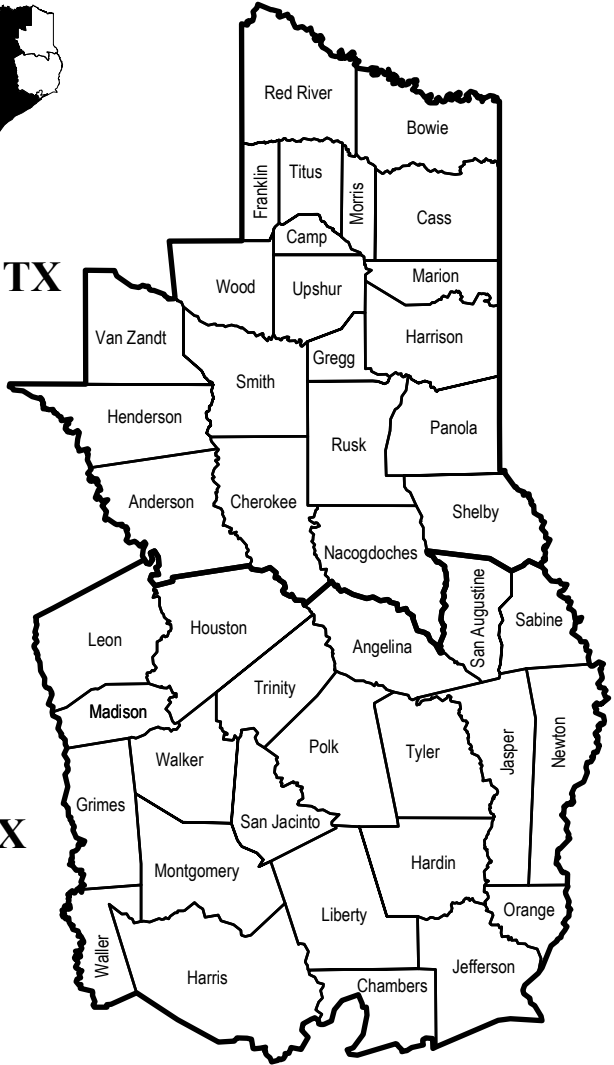 Red River
Bowie
Franklin
Titus
Morris
Cass
Camp
TX
Wood
Upshur
Marion
Van Zandt
Gregg
Harrison
Smith
Henderson
Rusk
Panola
Anderson
Cherokee
Shelby
Nacogdoches
San Augustine
Sabine
Leon
Houston
Angelina
Trinity
Madison
Polk
Tyler
Jasper
Newton
Walker
Grimes
San Jacinto
X
Montgomery
Hardin
Liberty
Orange
Waller
Harris
Chambers
Jefferson